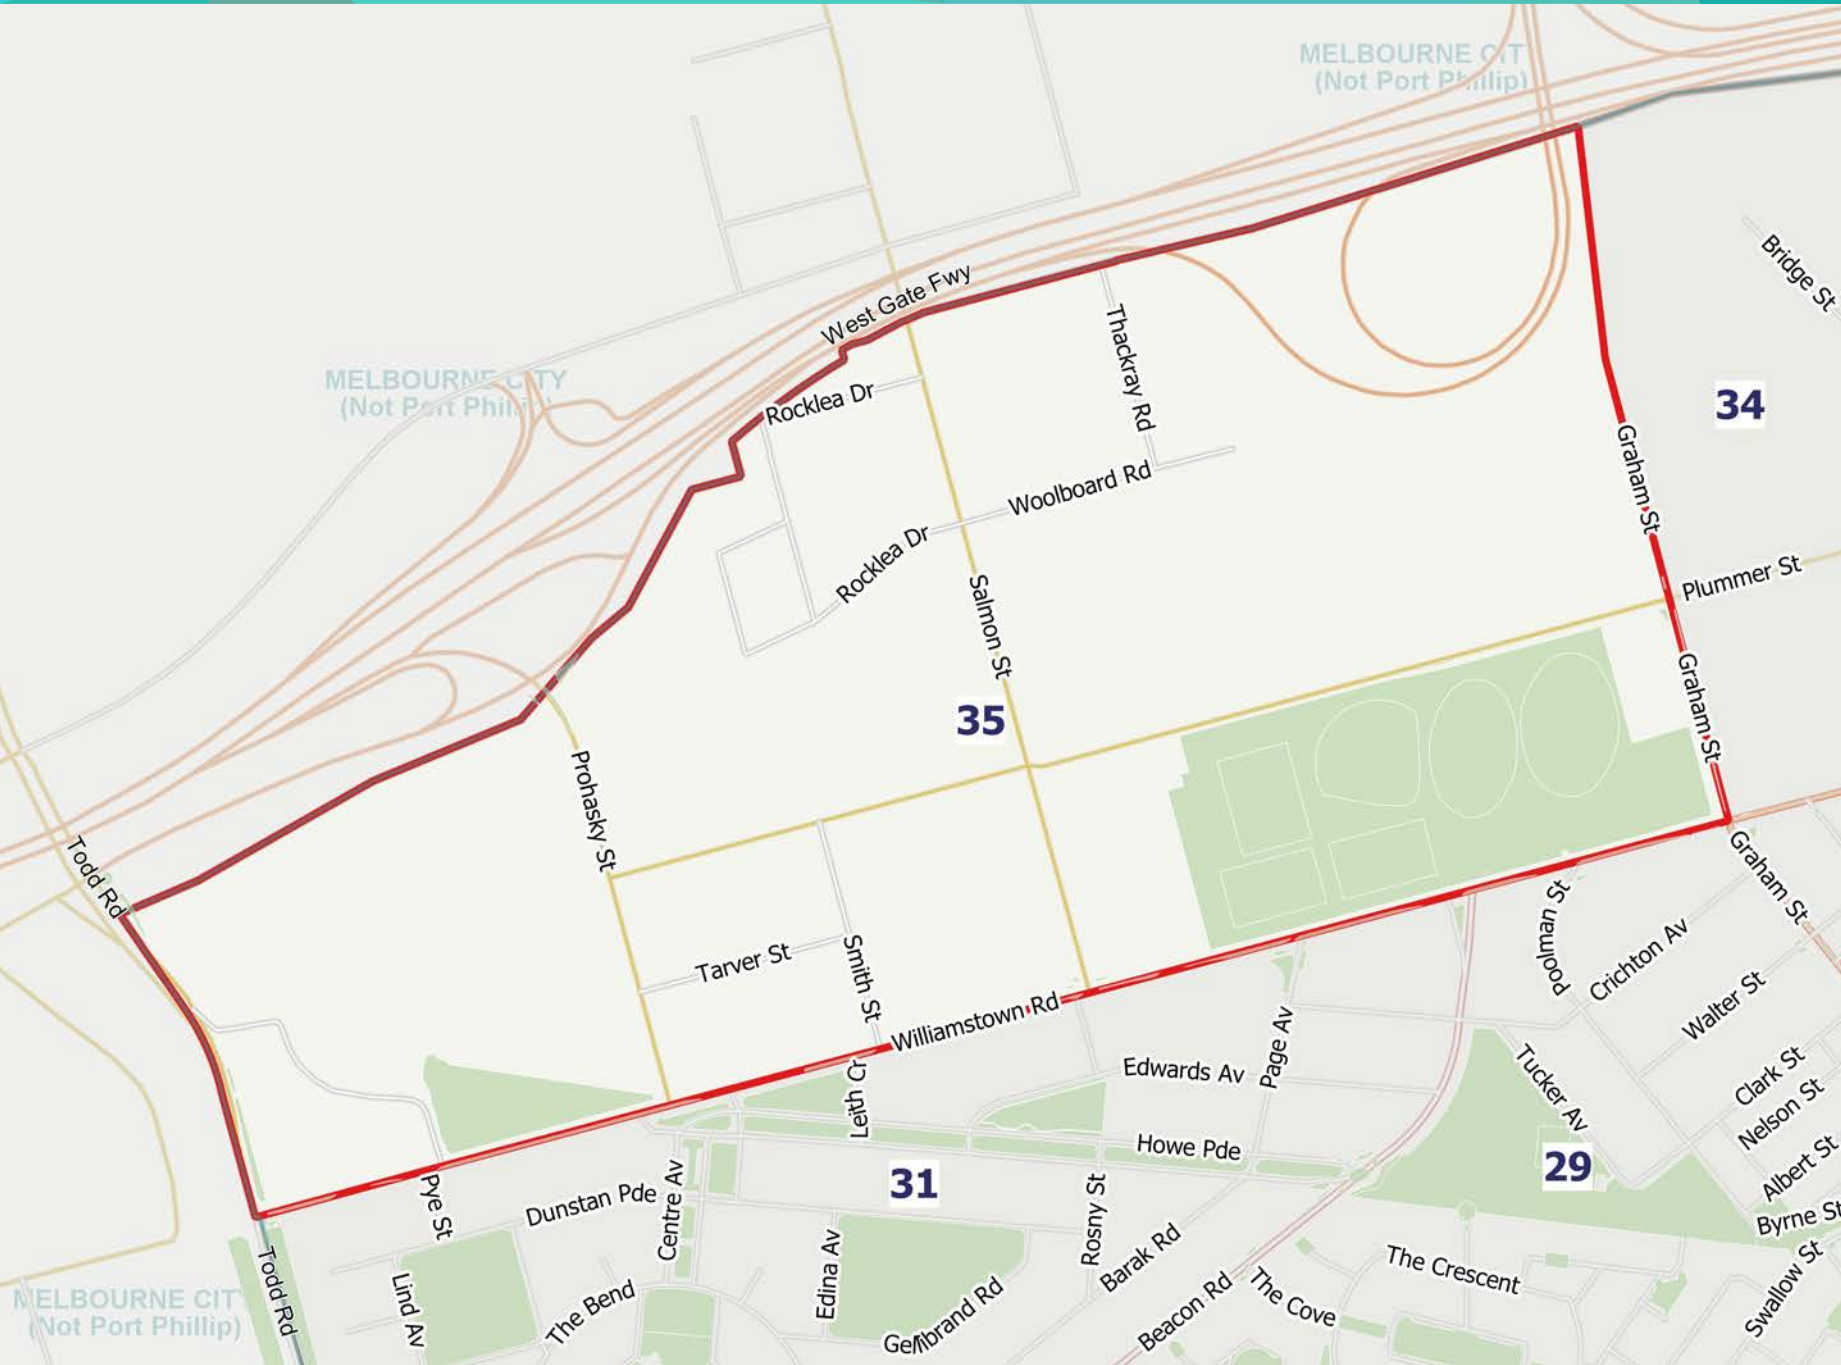 MELBOURNE CITY
(Not Port Phillip)
Bridge St
West Gate Fwy
Thackray Rd
MELBOURNE CITY
(Not Port Phillip)
Rocklea Dr
34
Graham St
Woolboard Rd
Rocklea Dr
Plummer St
Salmon St
Graham St
35
Prohasky St
Todd Rd
Graham St
Woolman St
Crichton Av
Tarver St
Smith St
Williamstown Rd
Walter St
Page Av
Edwards Av
Leith Cr
Tucker Av
Clark St
Nelson St
Howe Pde
29
Albert St
31
Pye St
Dunstan Pde
Centre Av
Rosny St
Byrne St
Barak Rd
Edina Av
The Crescent
Swallow St
Todd Rd
MELBOURNE CITY
(Not Port Phillip)
Lind Av
The Bend
Gellibrand Rd
Beacon Rd
The Cove